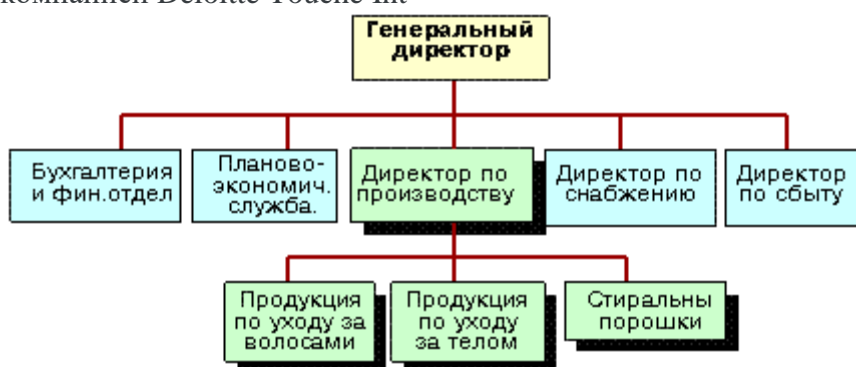 компанией Deloitte Touche Int
Генеральный
директор
Бухгалтерия
и фин.отдел
Планово-
экономич.
служба.
Директор по
производству
Директор по
снабжению
Директор
по сбыту
Продукция
по уходу за
волосами
Продукция
по уходу
за телом
Стиральны
порошки